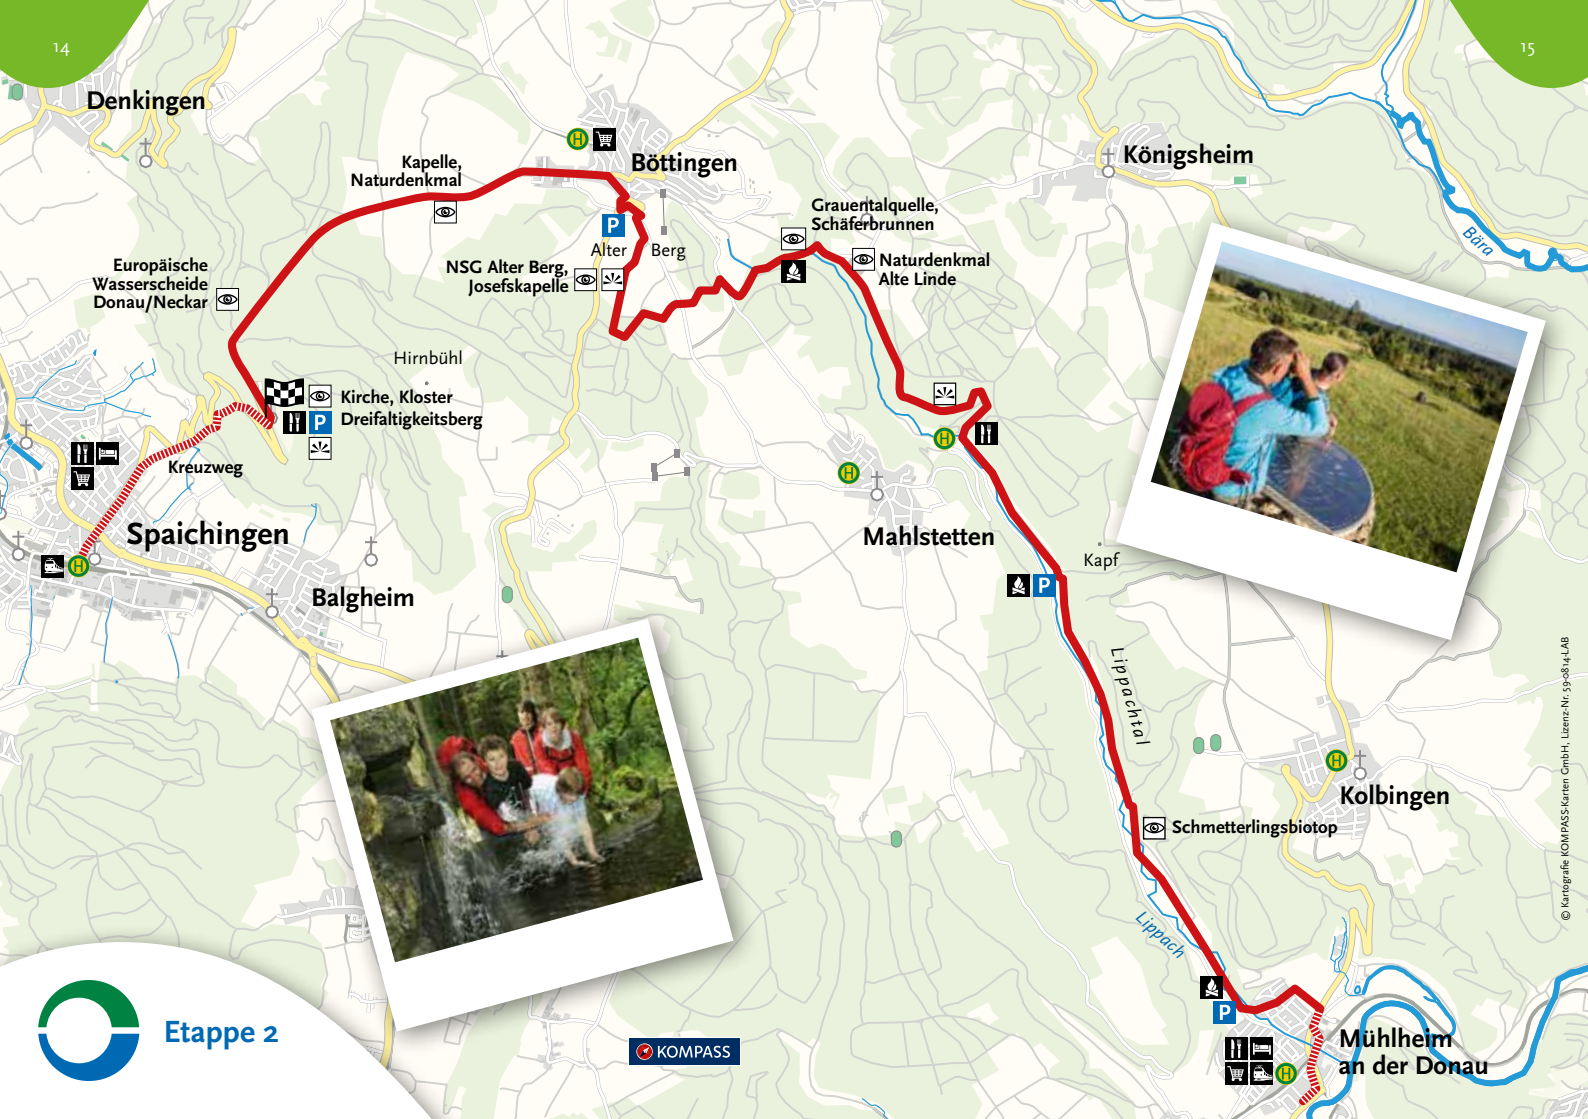 14
15
Denkingen
Böttingen
Königsheim
Kapelle,
Naturdenkmal
Grauentalquelle,
Schäferbrunnen
Bära
Alter Berg
Naturdenkmal
Alte Linde
NSG Alter Berg,
Josefskapelle
Europäische
Wasserscheide
Donau/Neckar
Hirnbühl
Kirche, Kloster
Dreifaltigkeitsberg
Kreuzweg
Spaichingen
Mahlstetten
Kapf
Balgheim
Lippachtal
Kolbingen
Schmetterlingsbiotop
Lippach
Mühlheim
an der Donau
Etappe 2
KOMPASS
© Kartografie KOMPASS-Karten GmbH, Lizenz-Nr. 59-0814-LAB
P
P
P
P
H
H
H
H
H
H